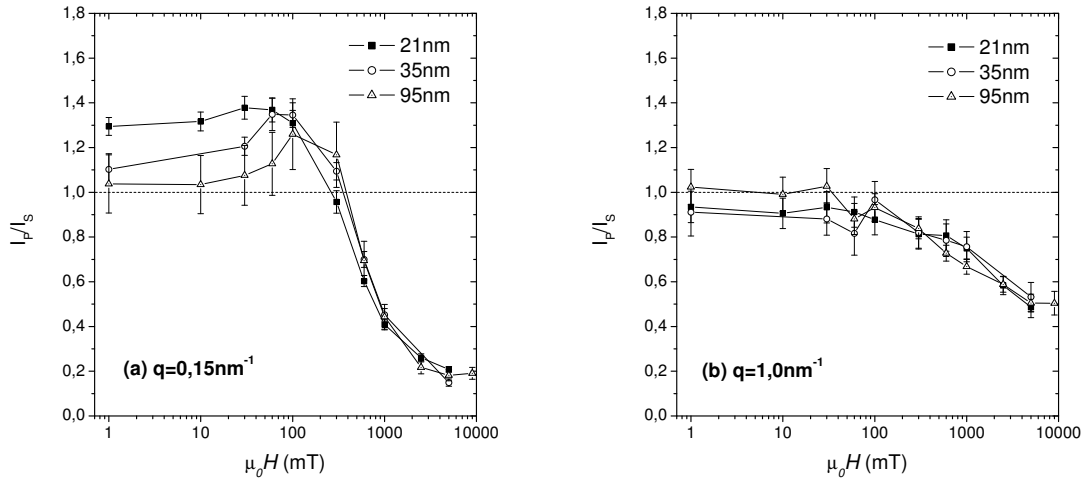 1,8
1,6
1,4
1,2
1,0
0,8
0,6
0,4
0,2
0,0
I_P/I_S
21nm
35nm
95nm
(a) q=0,15nm⁻¹
1 10 100 1000 10000
μ₀H (mT)
1,8
1,6
1,4
1,2
1,0
0,8
0,6
0,4
0,2
0,0
I_P/I_S
21nm
35nm
95nm
(b) q=1,0nm⁻¹
1 10 100 1000 10000
μ₀H (mT)